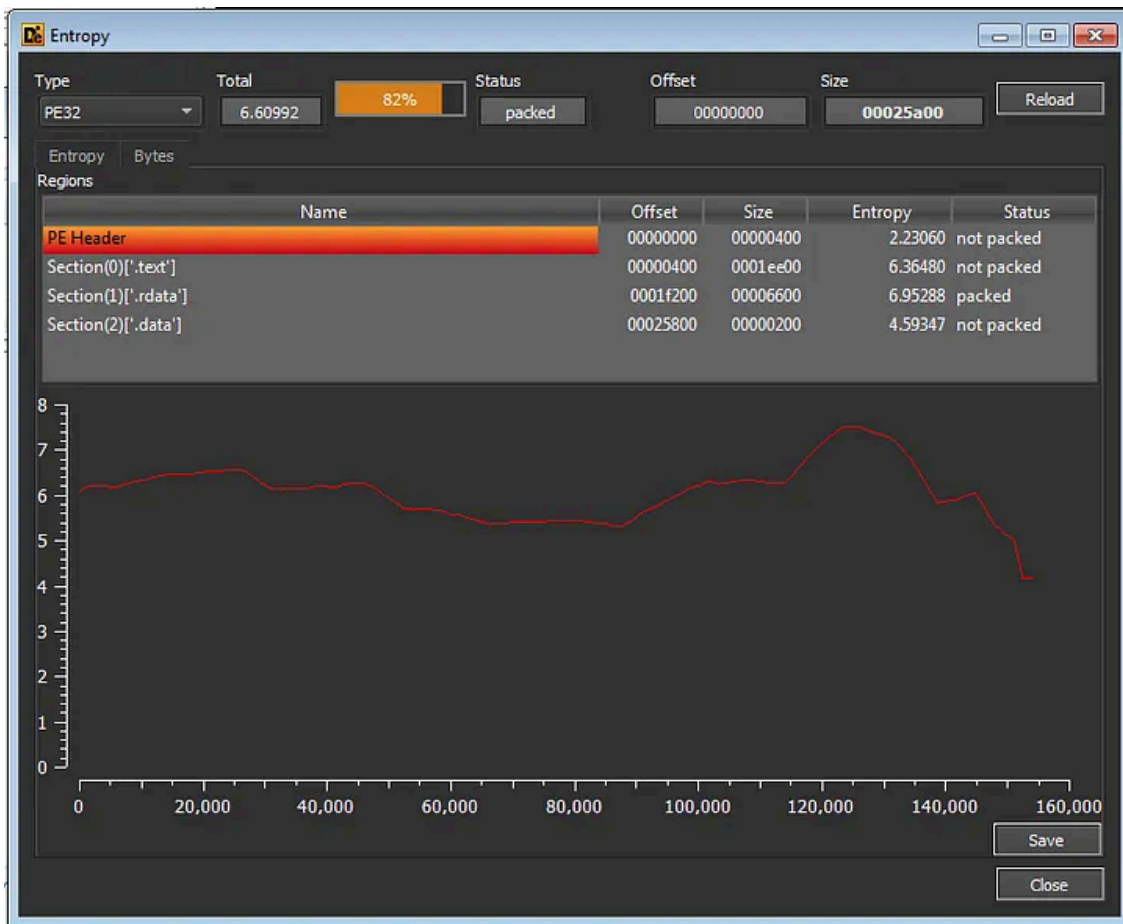 Entropy
Type Total Status Offset Size
PE32 6.60992 82% packed 00000000 00025a00 Reload
Entropy Bytes
Regions
Name Offset Size Entropy Status
PE Header 00000000 00000400 2.23060 not packed
Section(0)['.text'] 00000400 0001ee00 6.36480 not packed
Section(1)['.rdata'] 0001f200 00006600 6.95288 packed
Section(2)['.data'] 00025800 00000200 4.59347 not packed
8
7
6
5
4
3
2
1
0
0 20,000 40,000 60,000 80,000 100,000 120,000 140,000 160,000
Save
Close